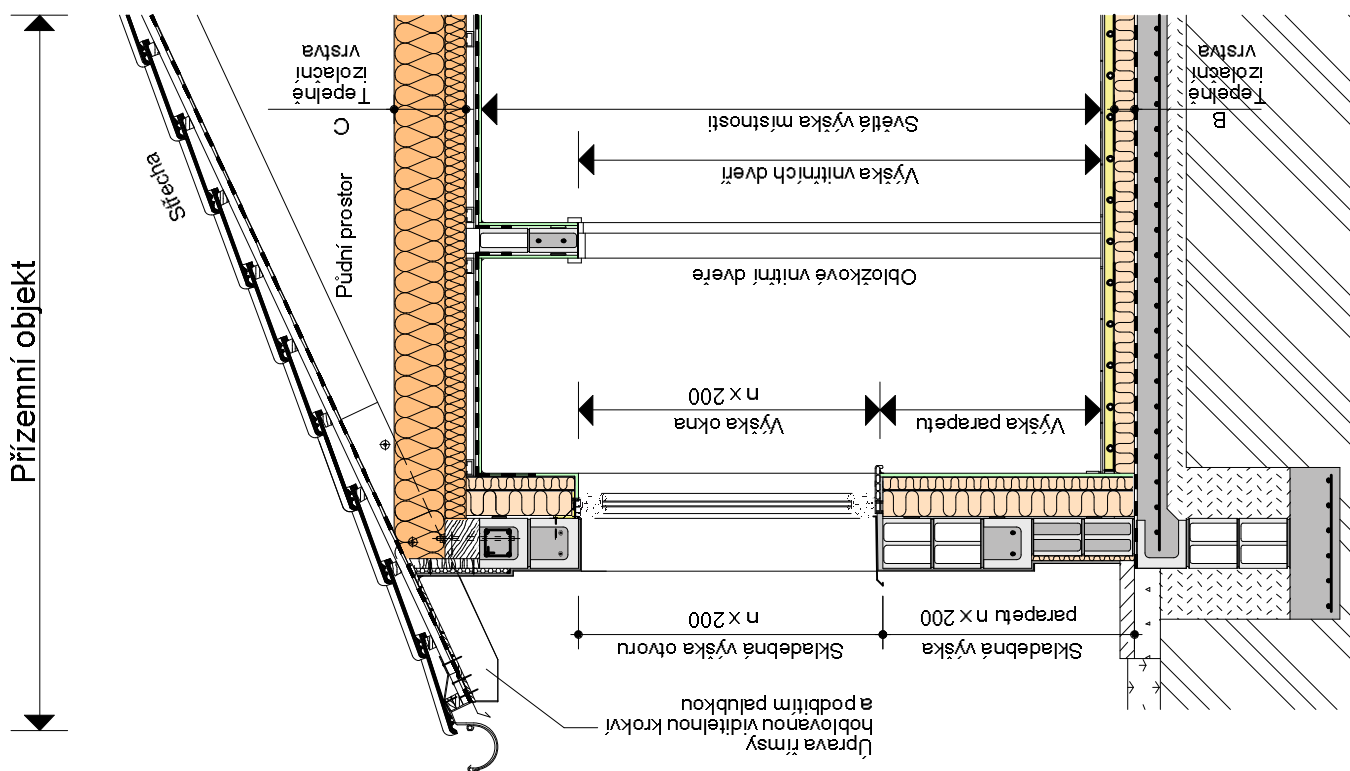 Přízemní objekt
Střecha
Půdní prostor
C
Tepelně
izolační
vrstva
Světlá výška místnosti
Výška vnitřních dveří
Obložkové vnitřní dveře
B
Tepelně
izolační
vrstva
Výška okna
n x 200
Výška parapetu
Skladebná výška otvoru
n x 200
Skladebná výška
parapetu n x 200
Úprava římsy
hoblovanou viditelnou krokví
a podbitím palubkou